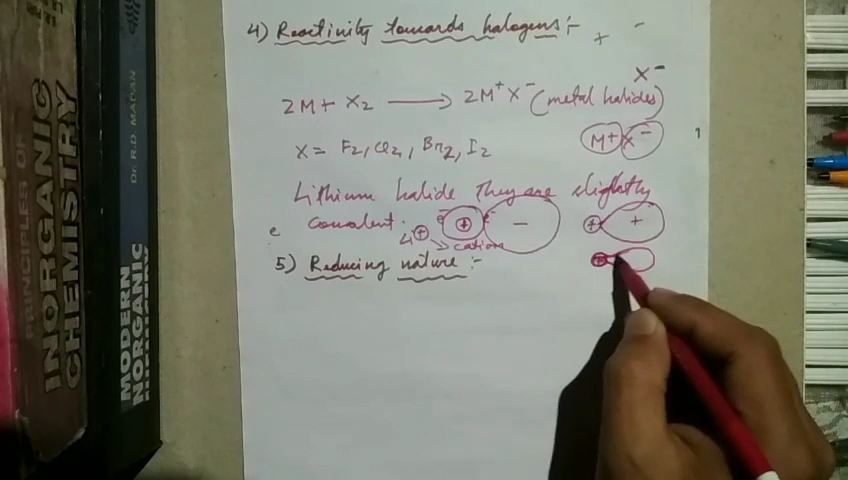 4) Reactivity towards halogens :-
+ -
X⁻
2M + X₂ ⟶ 2M⁺X⁻ (metal halides)
M⁺ X⁻
X = F₂, Cl₂, Br₂, I₂
Lithium halide They are slightly
e covalent. Li + → cation e⁻ + e⁻ − + +
5) Reducing nature :-
+
PRINCIPLES OF
INORGANIC
CHEMISTRY
MODERN
INORGANIC
Dr. R.D. MADAN